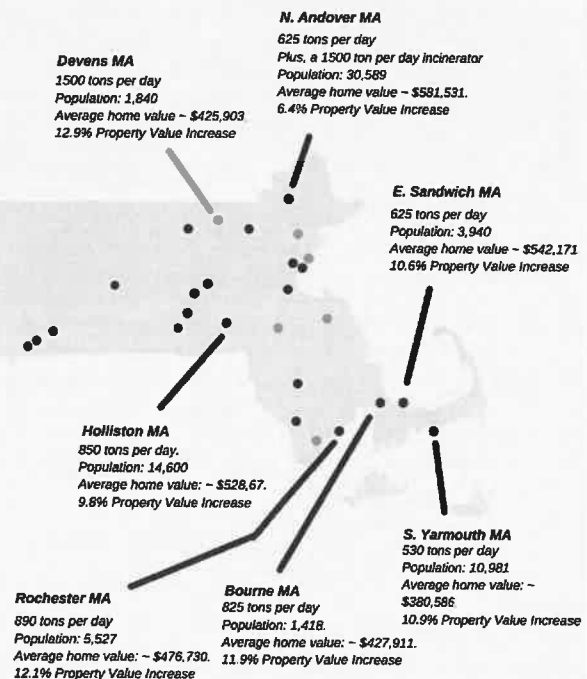 N. Andover MA
625 tons per day
Plus, a 1500 ton per day incinerator
Population: 30,589
Average home value ~ $581,531.
6.4% Property Value Increase
Devens MA
1500 tons per day
Population: 1,840
Average home value ~ $425,903
12.9% Property Value Increase
E. Sandwich MA
625 tons per day
Population: 3,940
Average home value ~ $542,171
10.6% Property Value Increase
Holliston MA
850 tons per day.
Population: 14,600
Average home value: ~ $528,67.
9.8% Property Value Increase
S. Yarmouth MA
530 tons per day
Population: 10,981
Average home value: ~
$380,586
10.9% Property Value Increase
Rochester MA
890 tons per day
Population: 5,527
Average home value: ~ $476,730.
12.1% Property Value Increase
Bourne MA
825 tons per day
Population: 1,418.
Average home value: ~ $427,911.
11.9% Property Value Increase